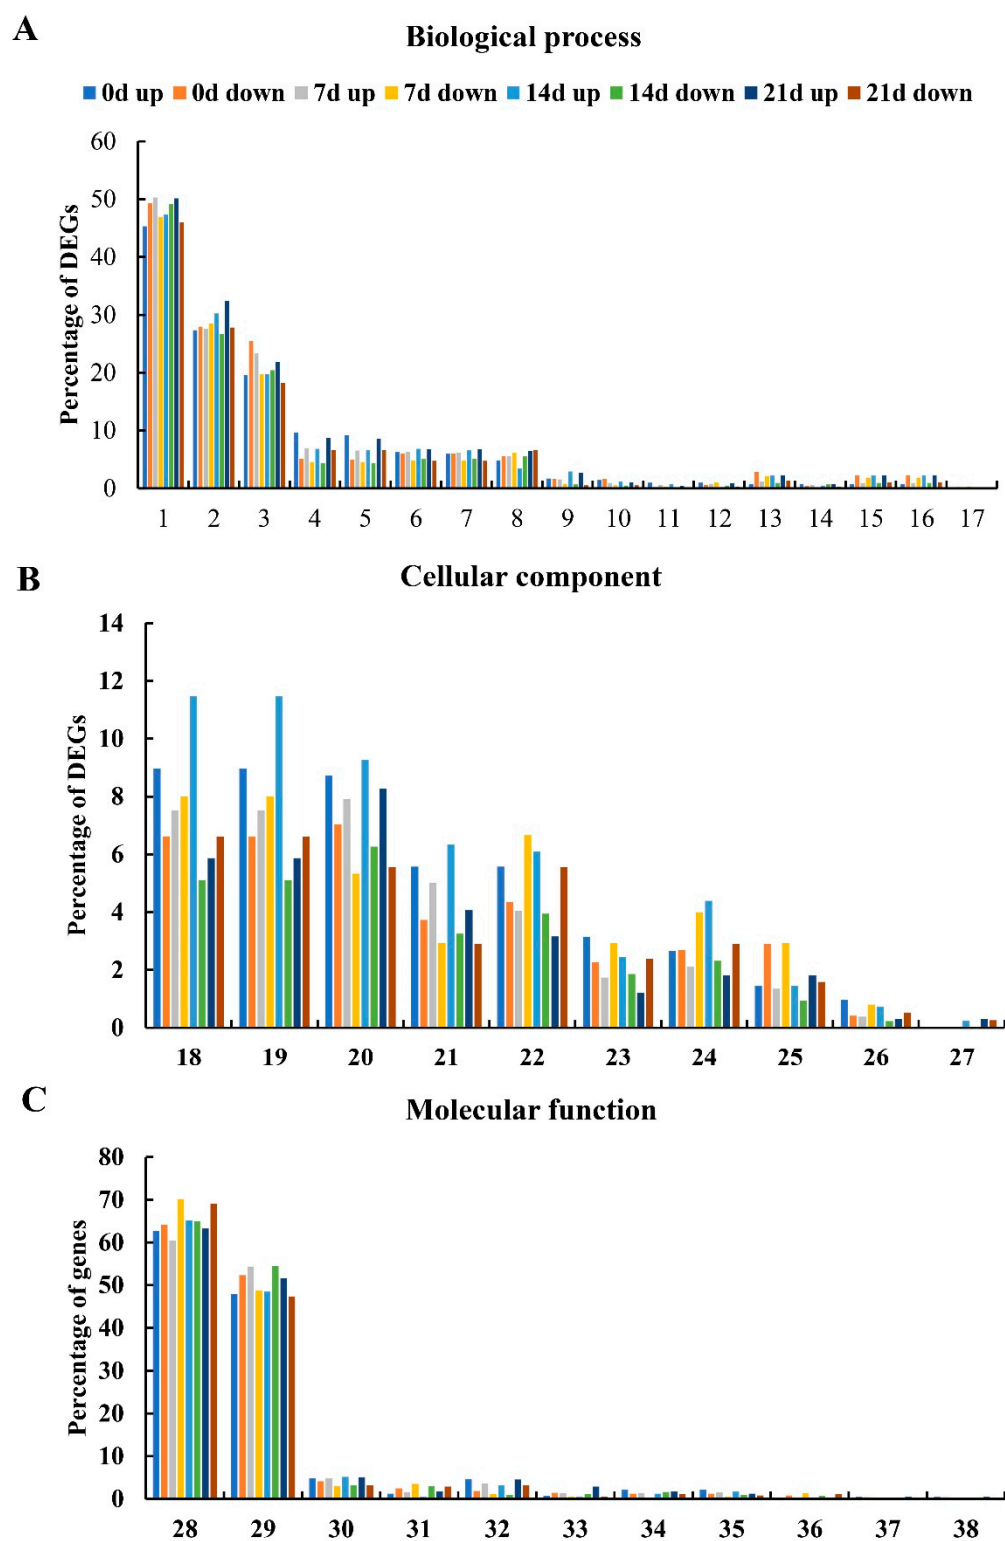 A
Biological process
0d up 0d down 7d up 7d down 14d up 14d down 21d up 21d down
Percentage of DEGs
60
50
40
30
20
10
0
1 2 3 4 5 6 7 8 9 10 11 12 13 14 15 16 17
B
Cellular component
Percentage of DEGs
14
12
10
8
6
4
2
0
18 19 20 21 22 23 24 25 26 27
C
Molecular function
Percentage of genes
80
70
60
50
40
30
20
10
0
28 29 30 31 32 33 34 35 36 37 38